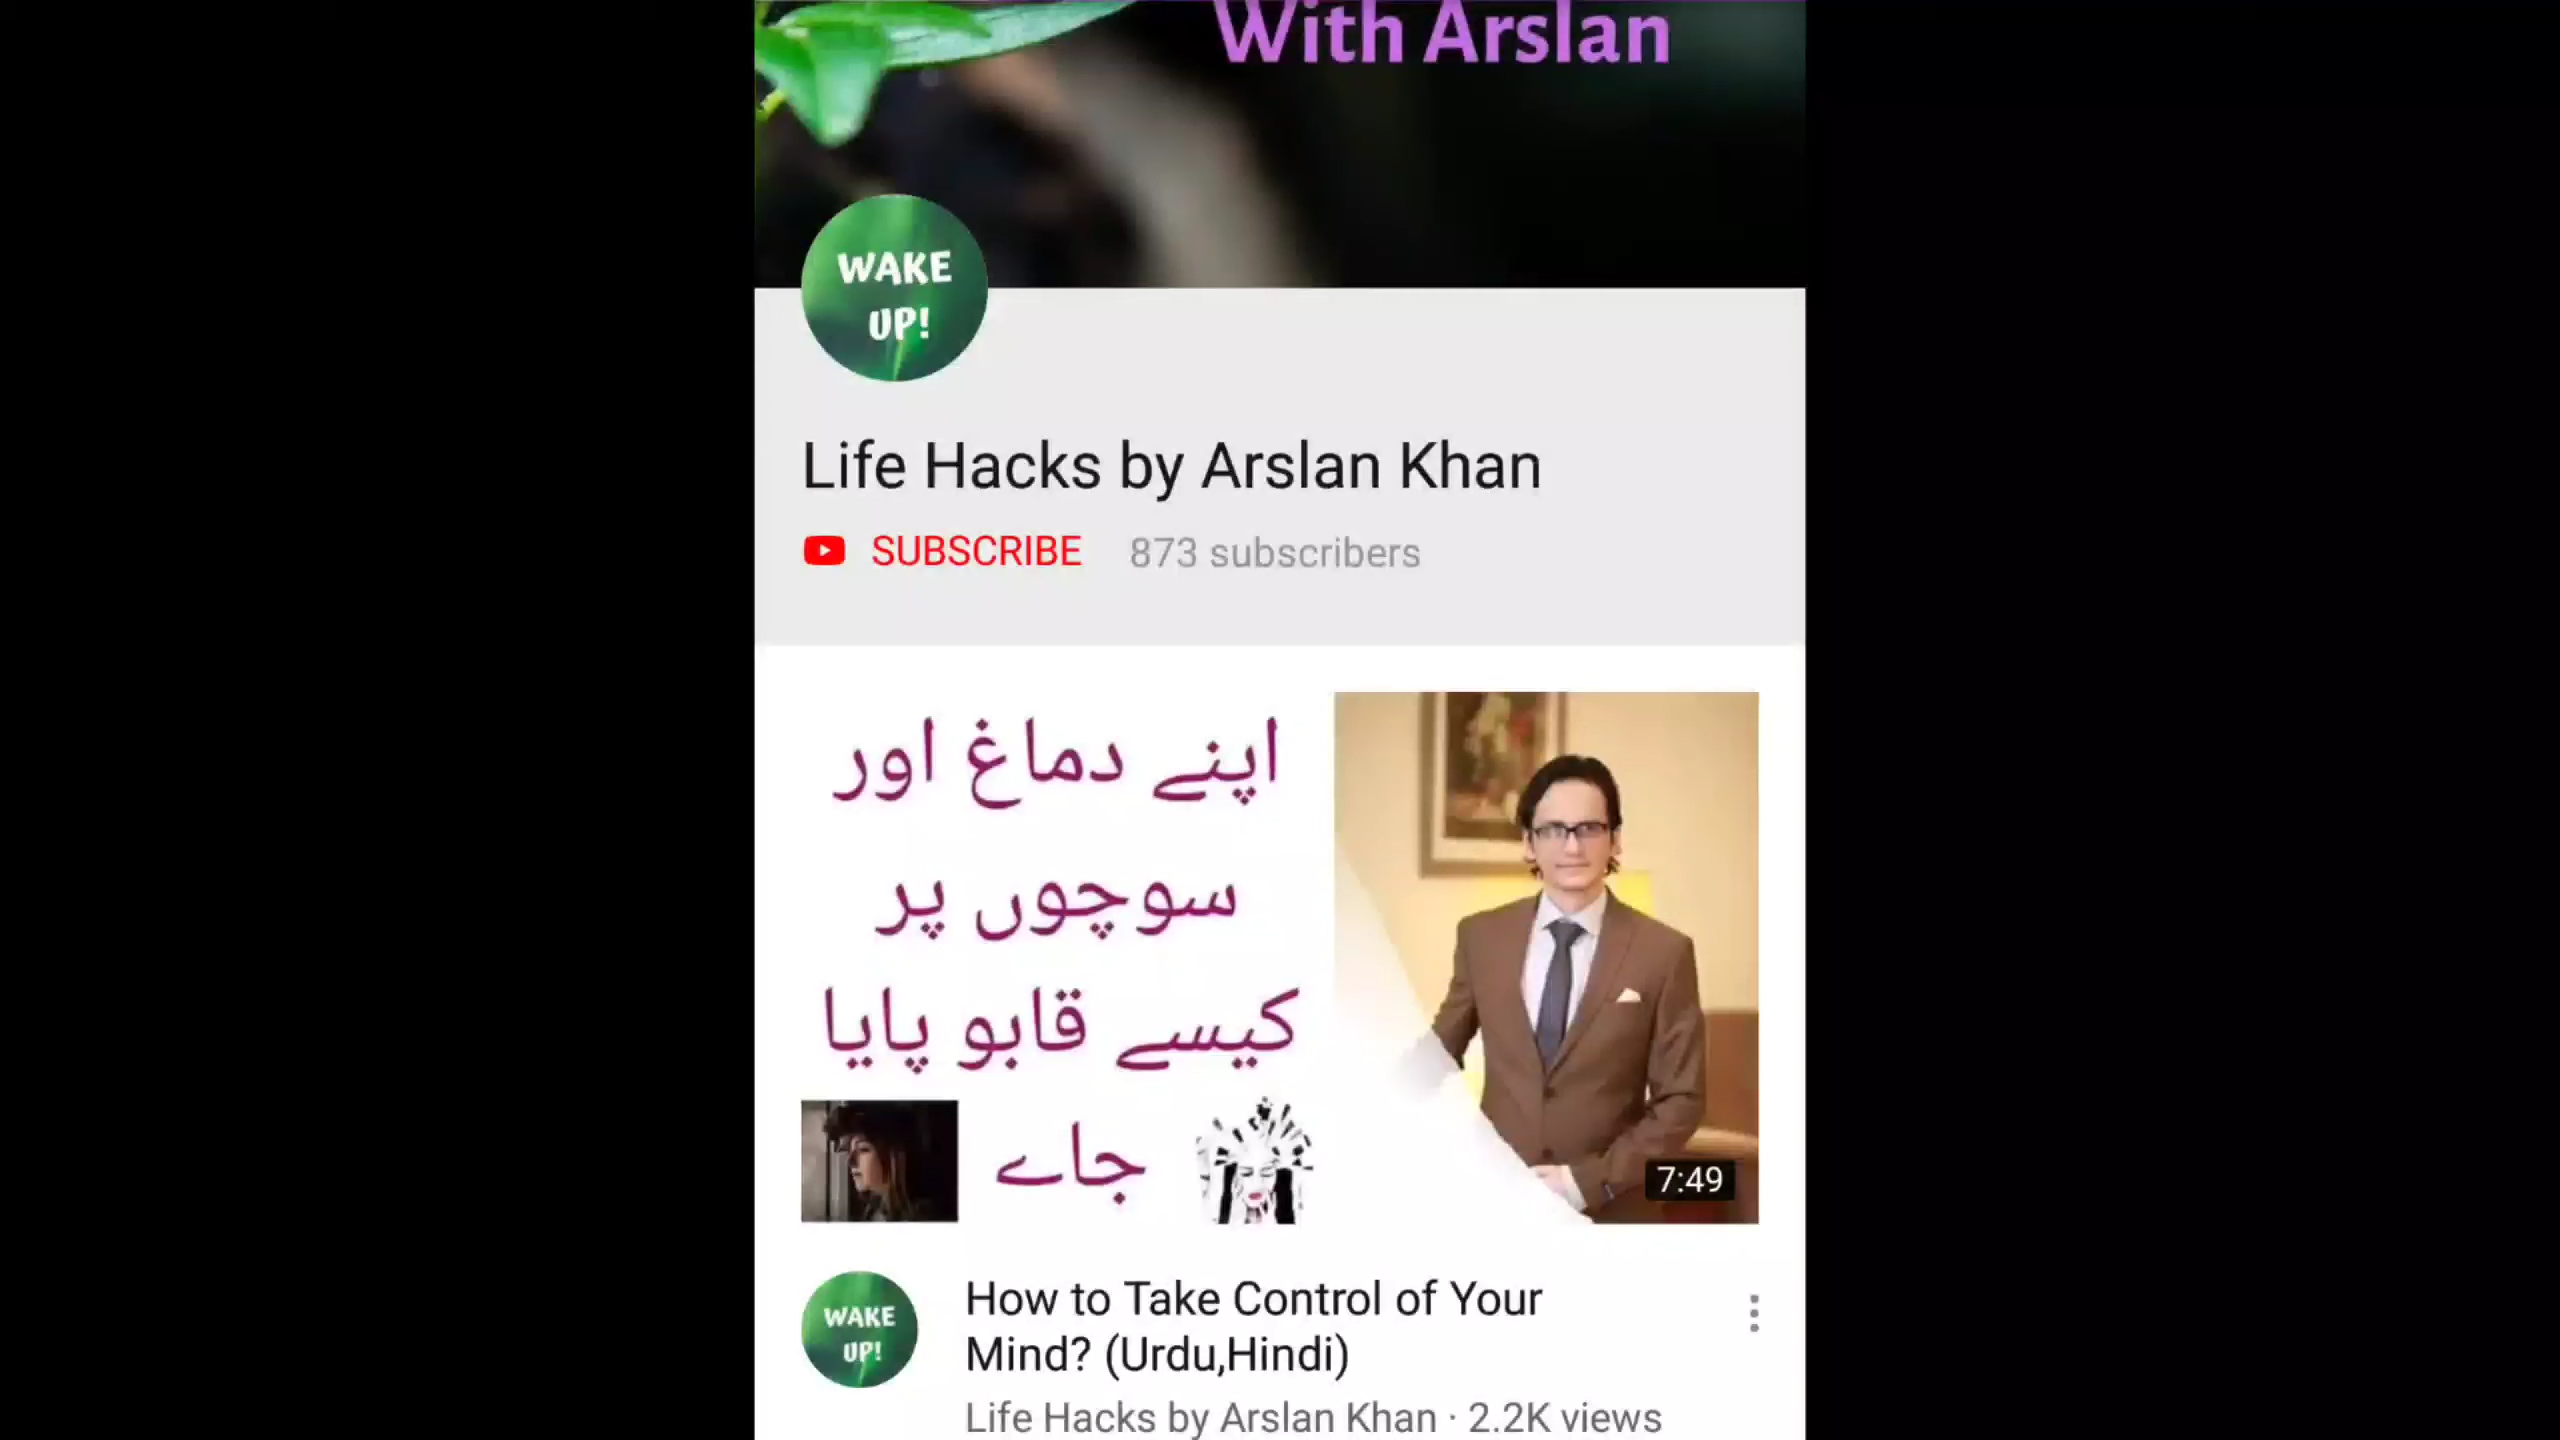 With Arslan
WAKE
UP!
Life Hacks by Arslan Khan
SUBSCRIBE 873 subscribers
اپنے دماغ اور
سوچوں پر
کیسے قابو پایا
جاے
7:49
WAKE
UP!
How to Take Control of Your
Mind? (Urdu,Hindi)
Life Hacks by Arslan Khan · 2.2K views